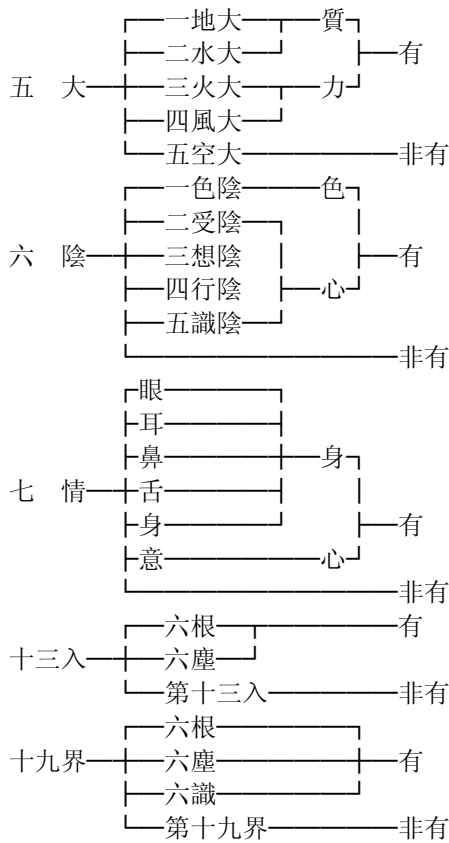 一地大 質
二水大 有
五 大 三火大 力
四風大
五空大 非有
一色陰 色
二受陰
六 陰 三想陰 有
四行陰 心
五識陰
非有
眼
耳
鼻 身
七 情 舌
身 有
意 心
非有
六根 有
十三入 六塵
第十三入 非有
六根
十九界 六塵 有
六識
第十九界 非有